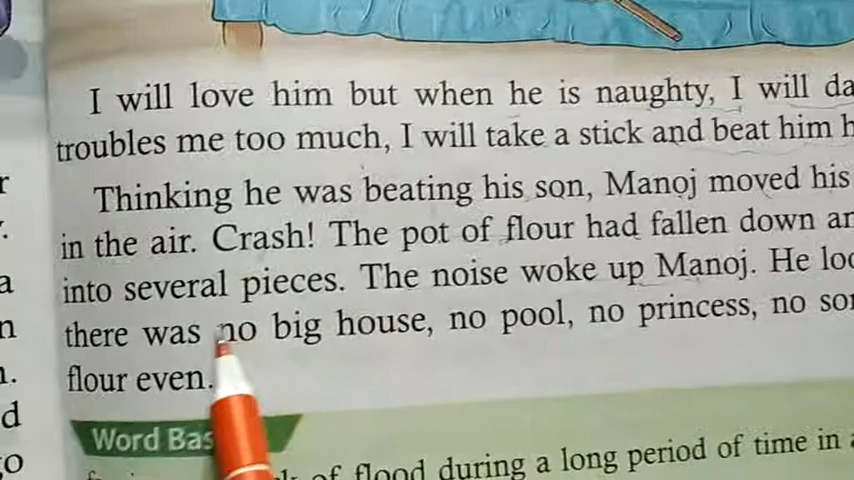 I will love him but when he is naughty, I will da
troubles me too much, I will take a stick and beat him h
Thinking he was beating his son, Manoj moved his
in the air. Crash! The pot of flour had fallen down an
into several pieces. The noise woke up Manoj. He loo
there was no big house, no pool, no princess, no son
flour even.
Word Bas
of flood during a long period of time in a
r
.
a
n
n.
d
go